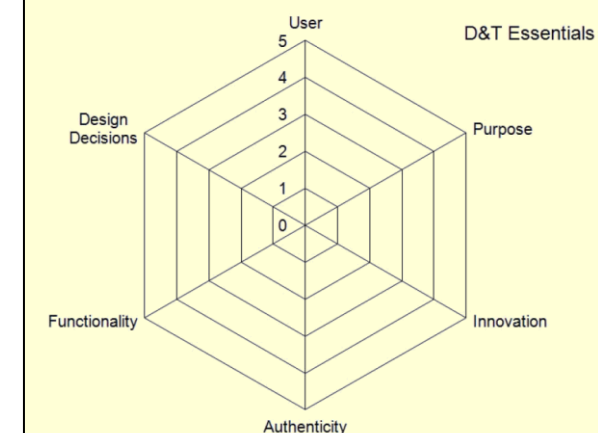 User
D&T Essentials
5
4
3
2
1
0
Design
Decisions
Purpose
Functionality
Innovation
Authenticity